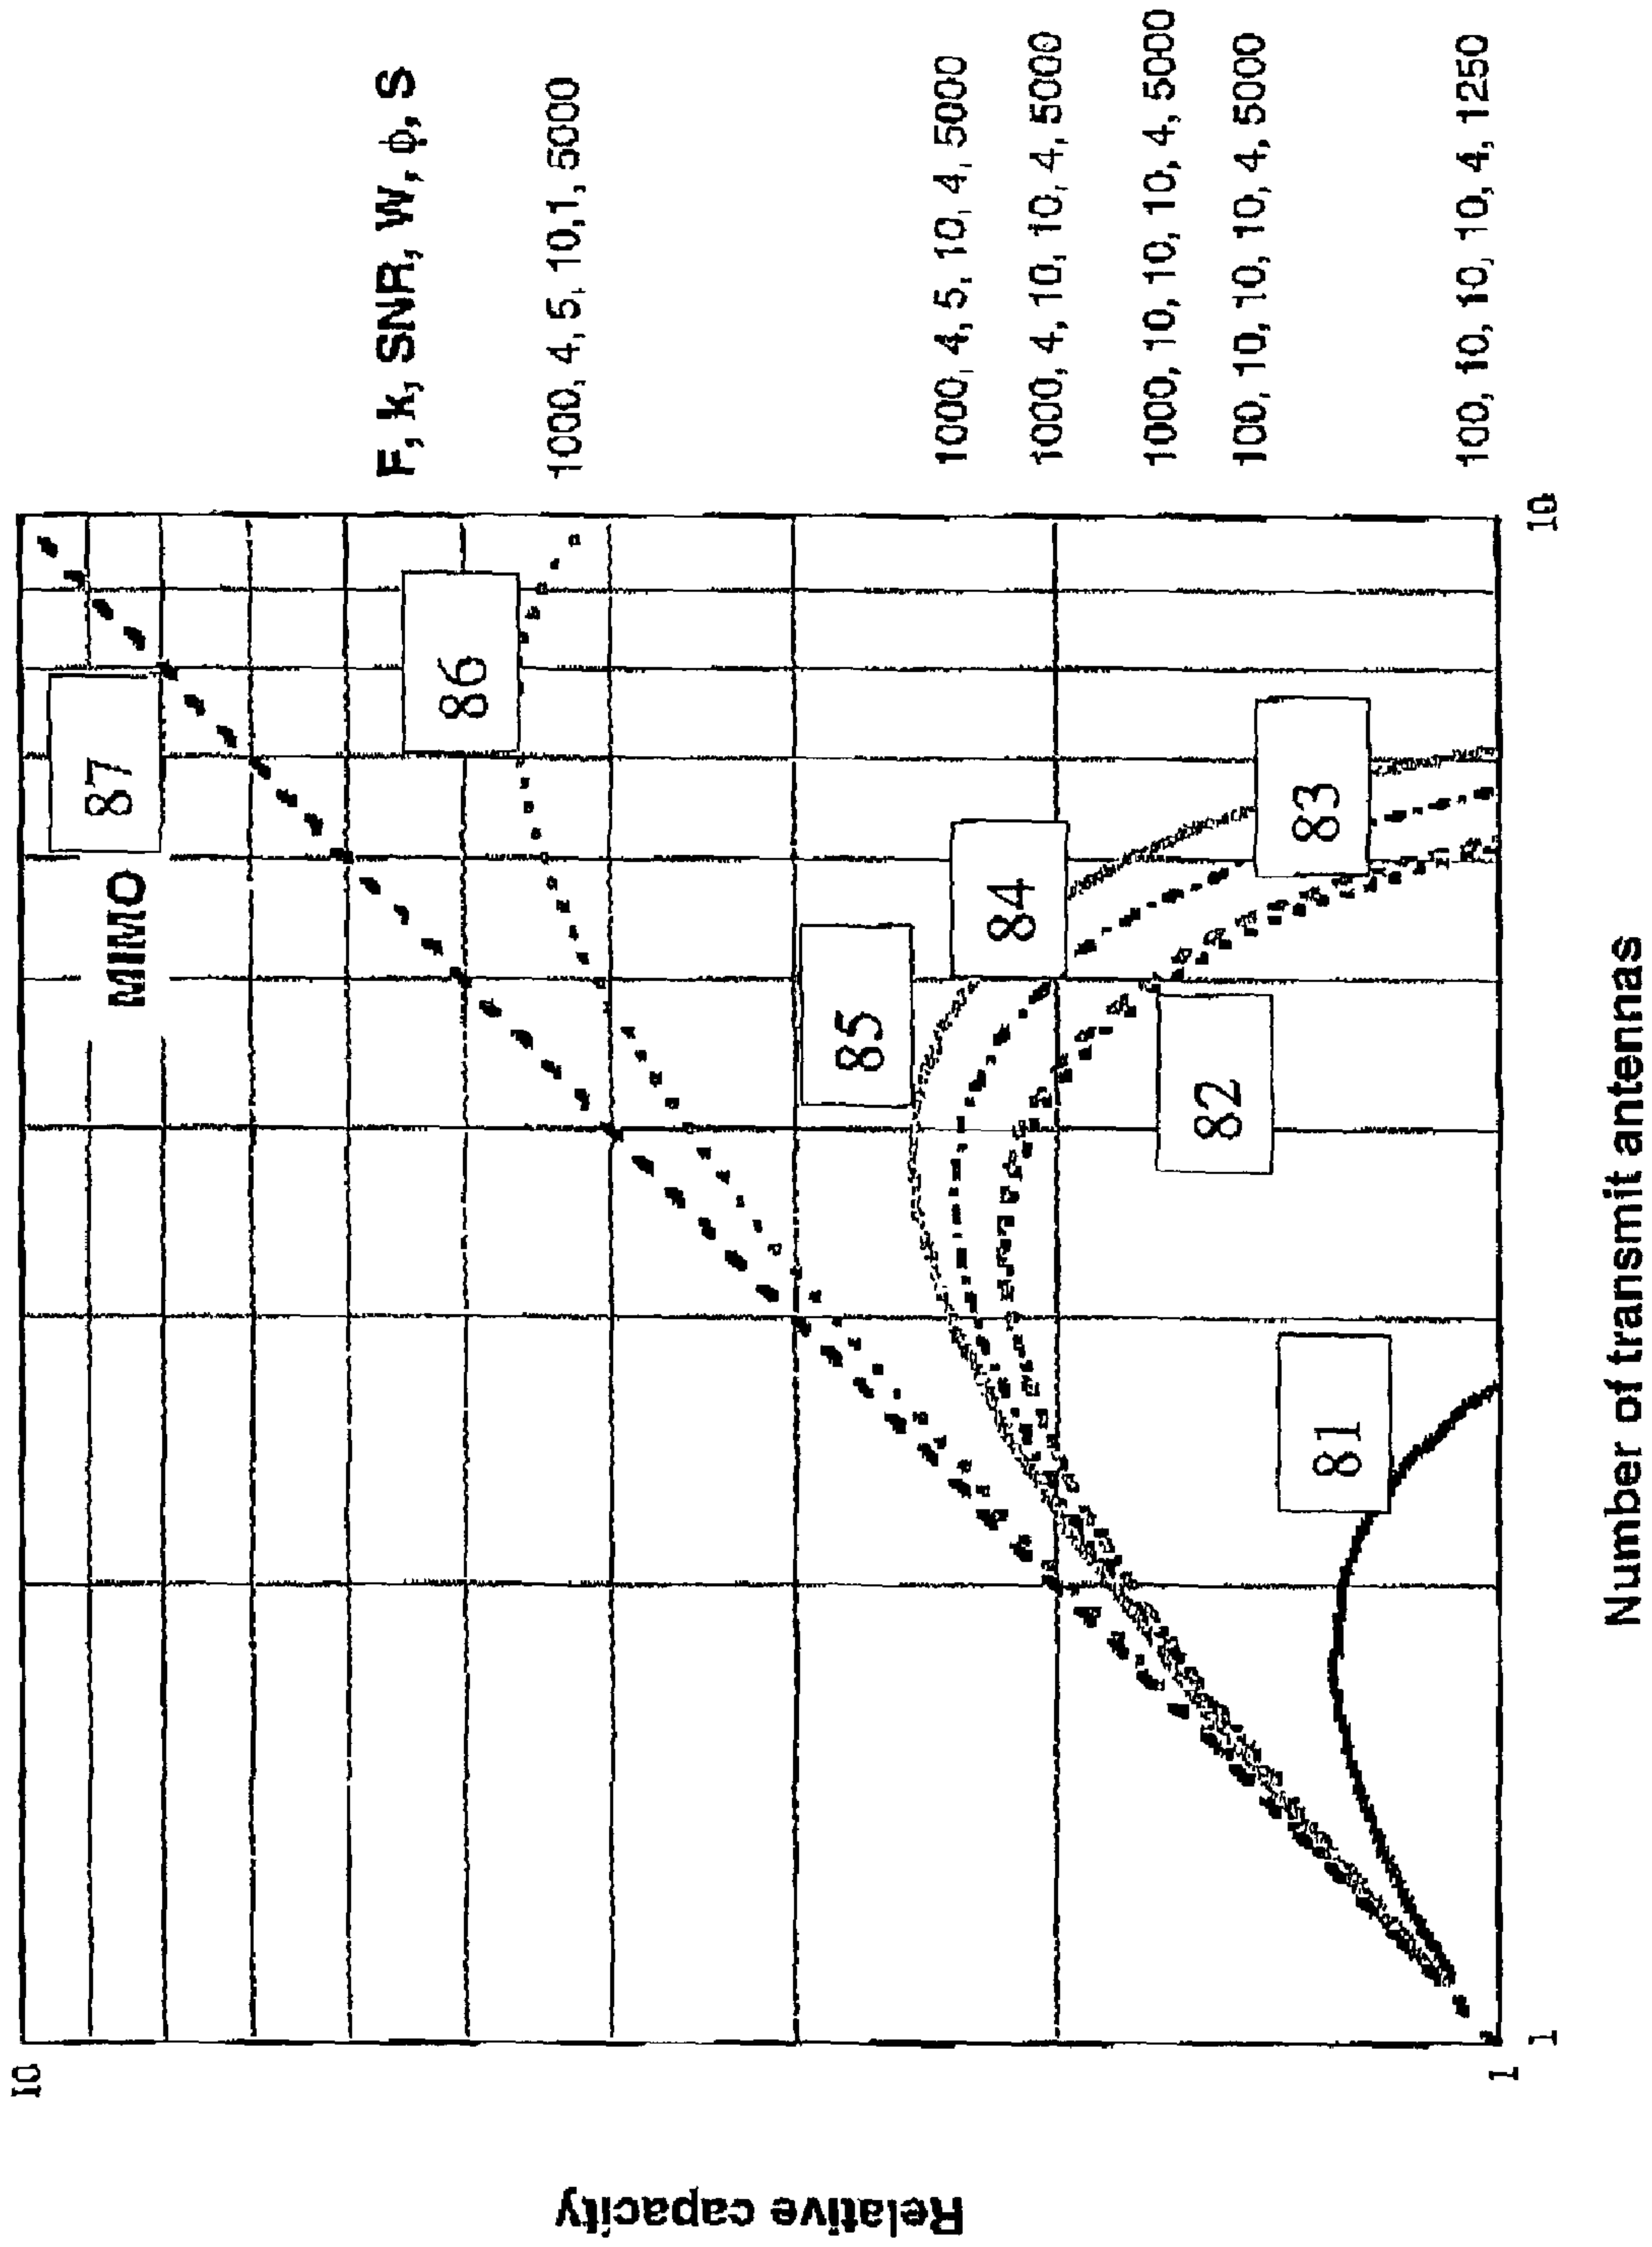 Relative capacity
10
1
1
10
Number of transmit antennas
MIMO
87
86
85
84
83
82
81
F, k, SNR, W, ϕ, S
1000, 4, 5, 10,1, 5000
1000, 4, 5, 10, 4, 5000
1000, 4, 10, 10, 4, 5000
1000, 10, 10, 10, 4, 5000
100, 10, 10, 10, 4, 5000
100, 10, 10, 10, 4, 1250